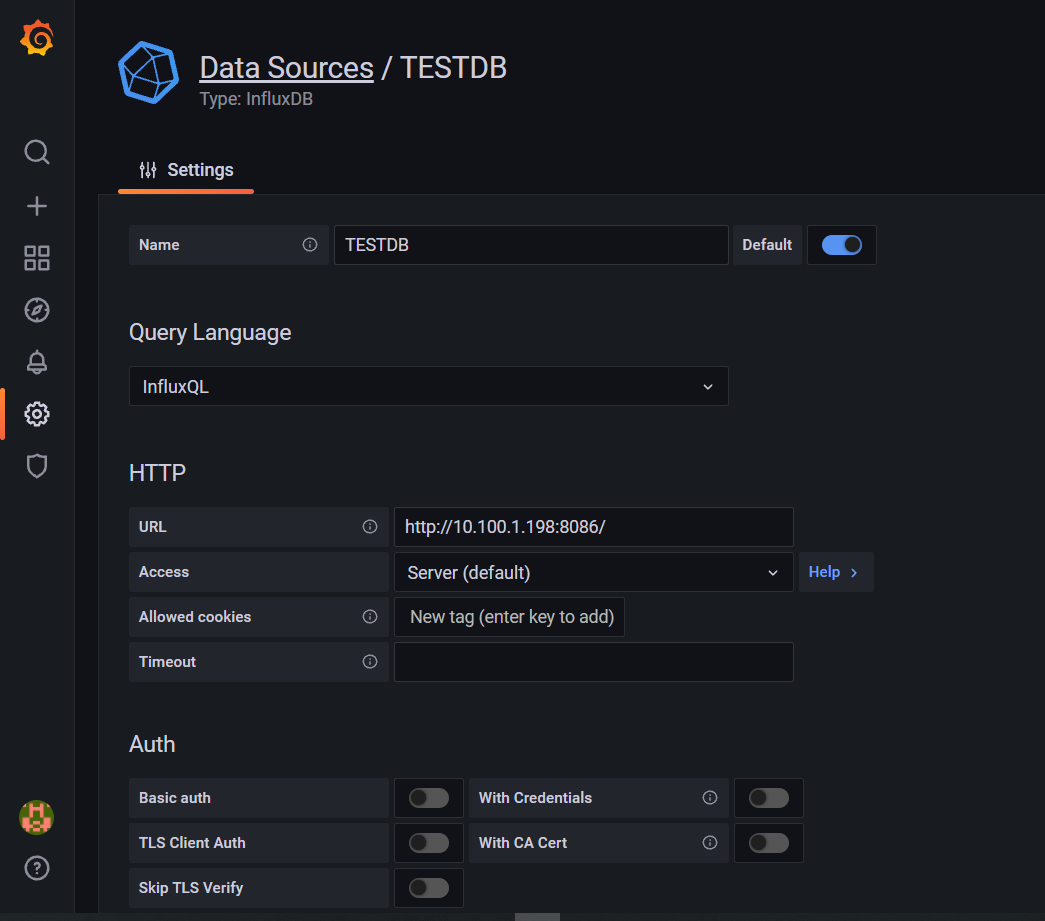 Data Sources / TESTDB
Type: InfluxDB
Settings
Name TESTDB Default
Query Language
InfluxQL
HTTP
URL http://10.100.1.198:8086/
Access Server (default) Help
Allowed cookies New tag (enter key to add)
Timeout
Auth
Basic auth With Credentials
TLS Client Auth With CA Cert
Skip TLS Verify